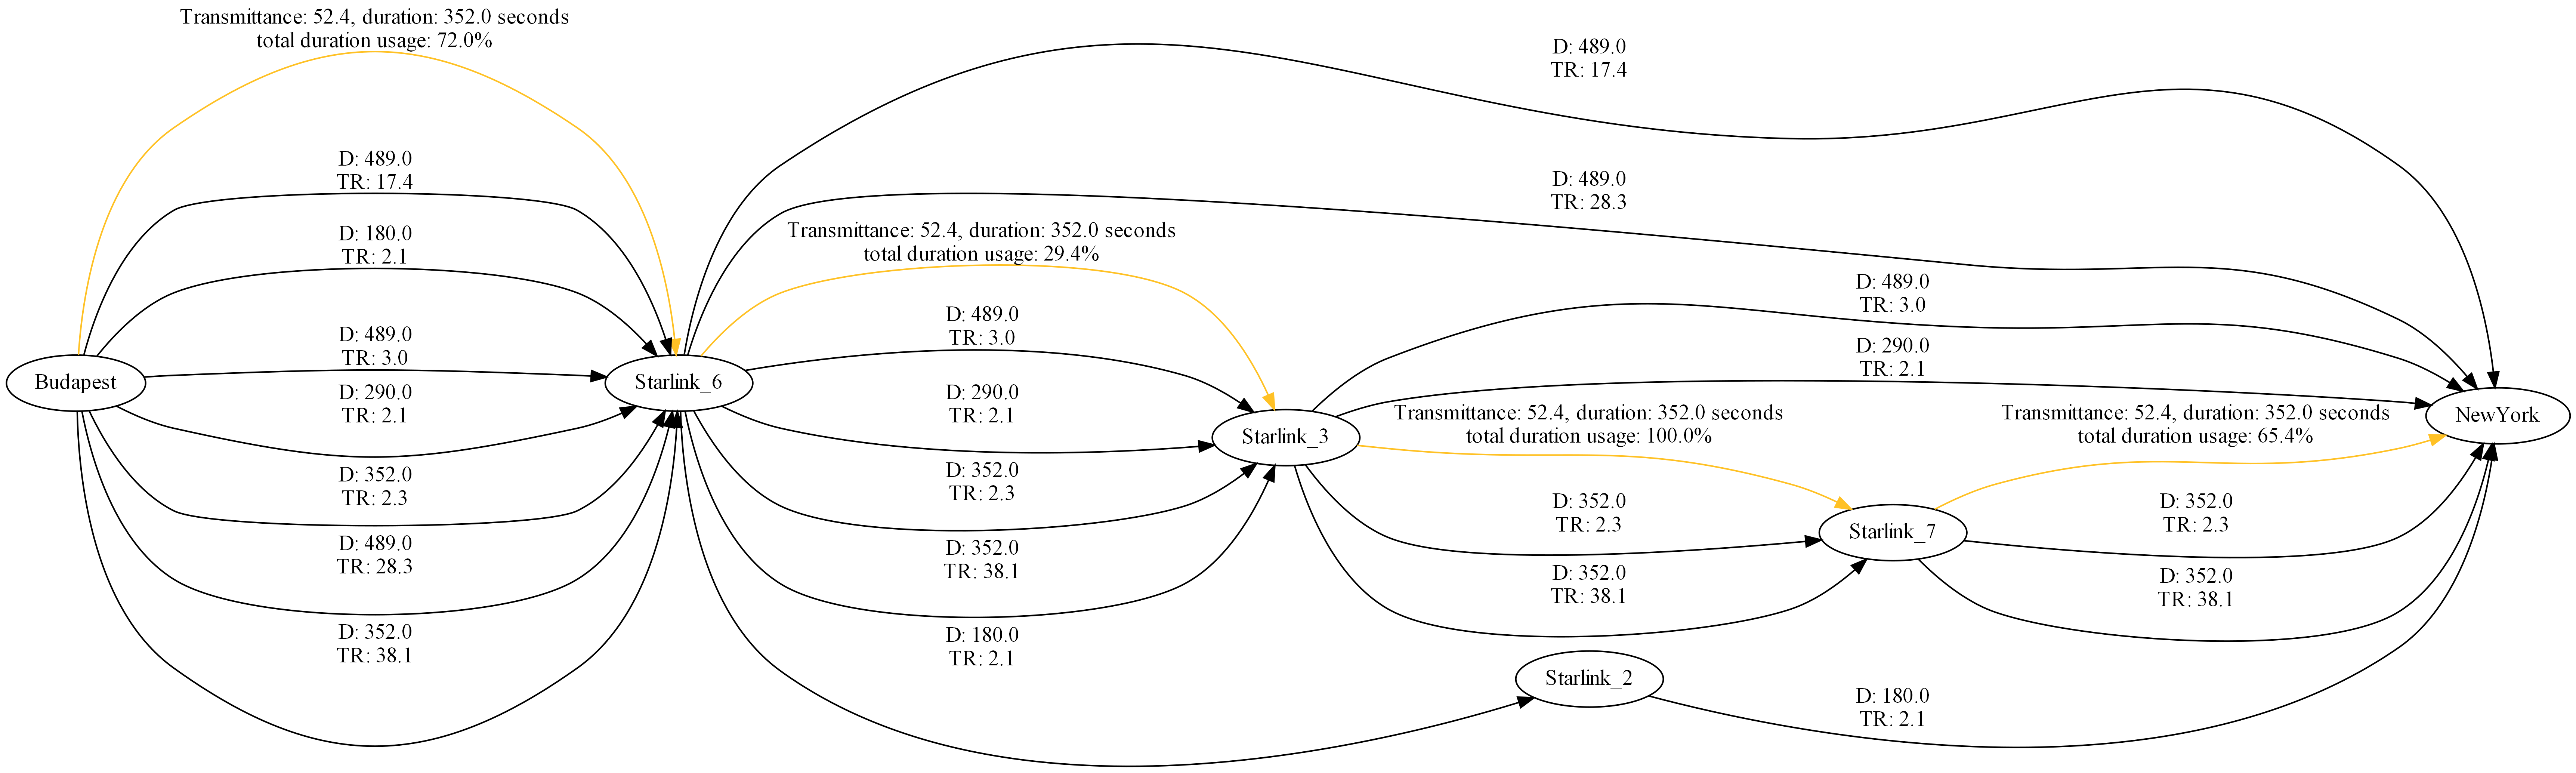 Transmittance: 52.4, duration: 352.0 seconds
total duration usage: 72.0%
D: 489.0
TR: 17.4
D: 180.0
TR: 2.1
D: 489.0
TR: 3.0
Budapest
D: 290.0
TR: 2.1
D: 352.0
TR: 2.3
D: 489.0
TR: 28.3
D: 352.0
TR: 38.1
Starlink_6
D: 489.0
TR: 17.4
D: 489.0
TR: 28.3
Transmittance: 52.4, duration: 352.0 seconds
total duration usage: 29.4%
D: 489.0
TR: 3.0
D: 290.0
TR: 2.1
D: 352.0
TR: 2.3
D: 352.0
TR: 38.1
D: 180.0
TR: 2.1
Starlink_3
D: 489.0
TR: 3.0
D: 290.0
TR: 2.1
Transmittance: 52.4, duration: 352.0 seconds
total duration usage: 100.0%
D: 352.0
TR: 2.3
D: 352.0
TR: 38.1
Starlink_2
Starlink_7
Transmittance: 52.4, duration: 352.0 seconds
total duration usage: 65.4%
D: 352.0
TR: 2.3
D: 352.0
TR: 38.1
D: 180.0
TR: 2.1
NewYork